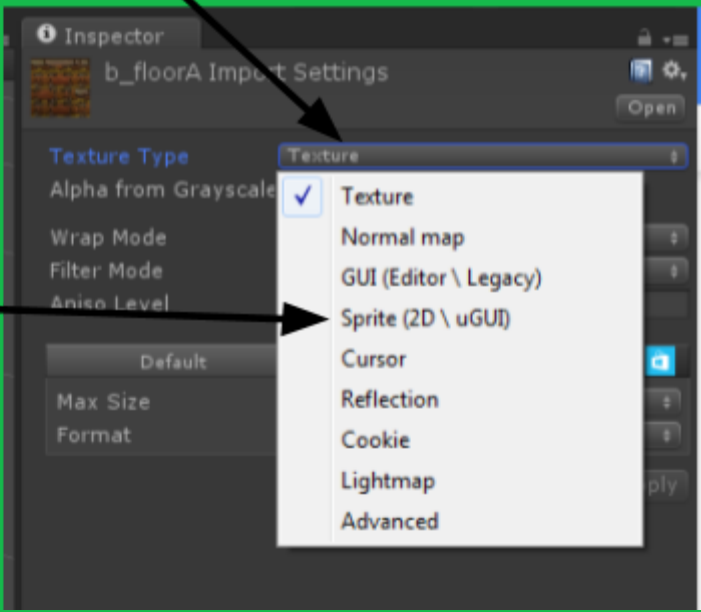 Inspector
b_floorA Import Settings
Open
Texture Type
Texture
Alpha from Grayscale
Texture
Wrap Mode
Normal map
Filter Mode
GUI (Editor \ Legacy)
Aniso Level
Sprite (2D \ uGUI)
Default
Cursor
Max Size
Reflection
Format
Cookie
Lightmap
Advanced